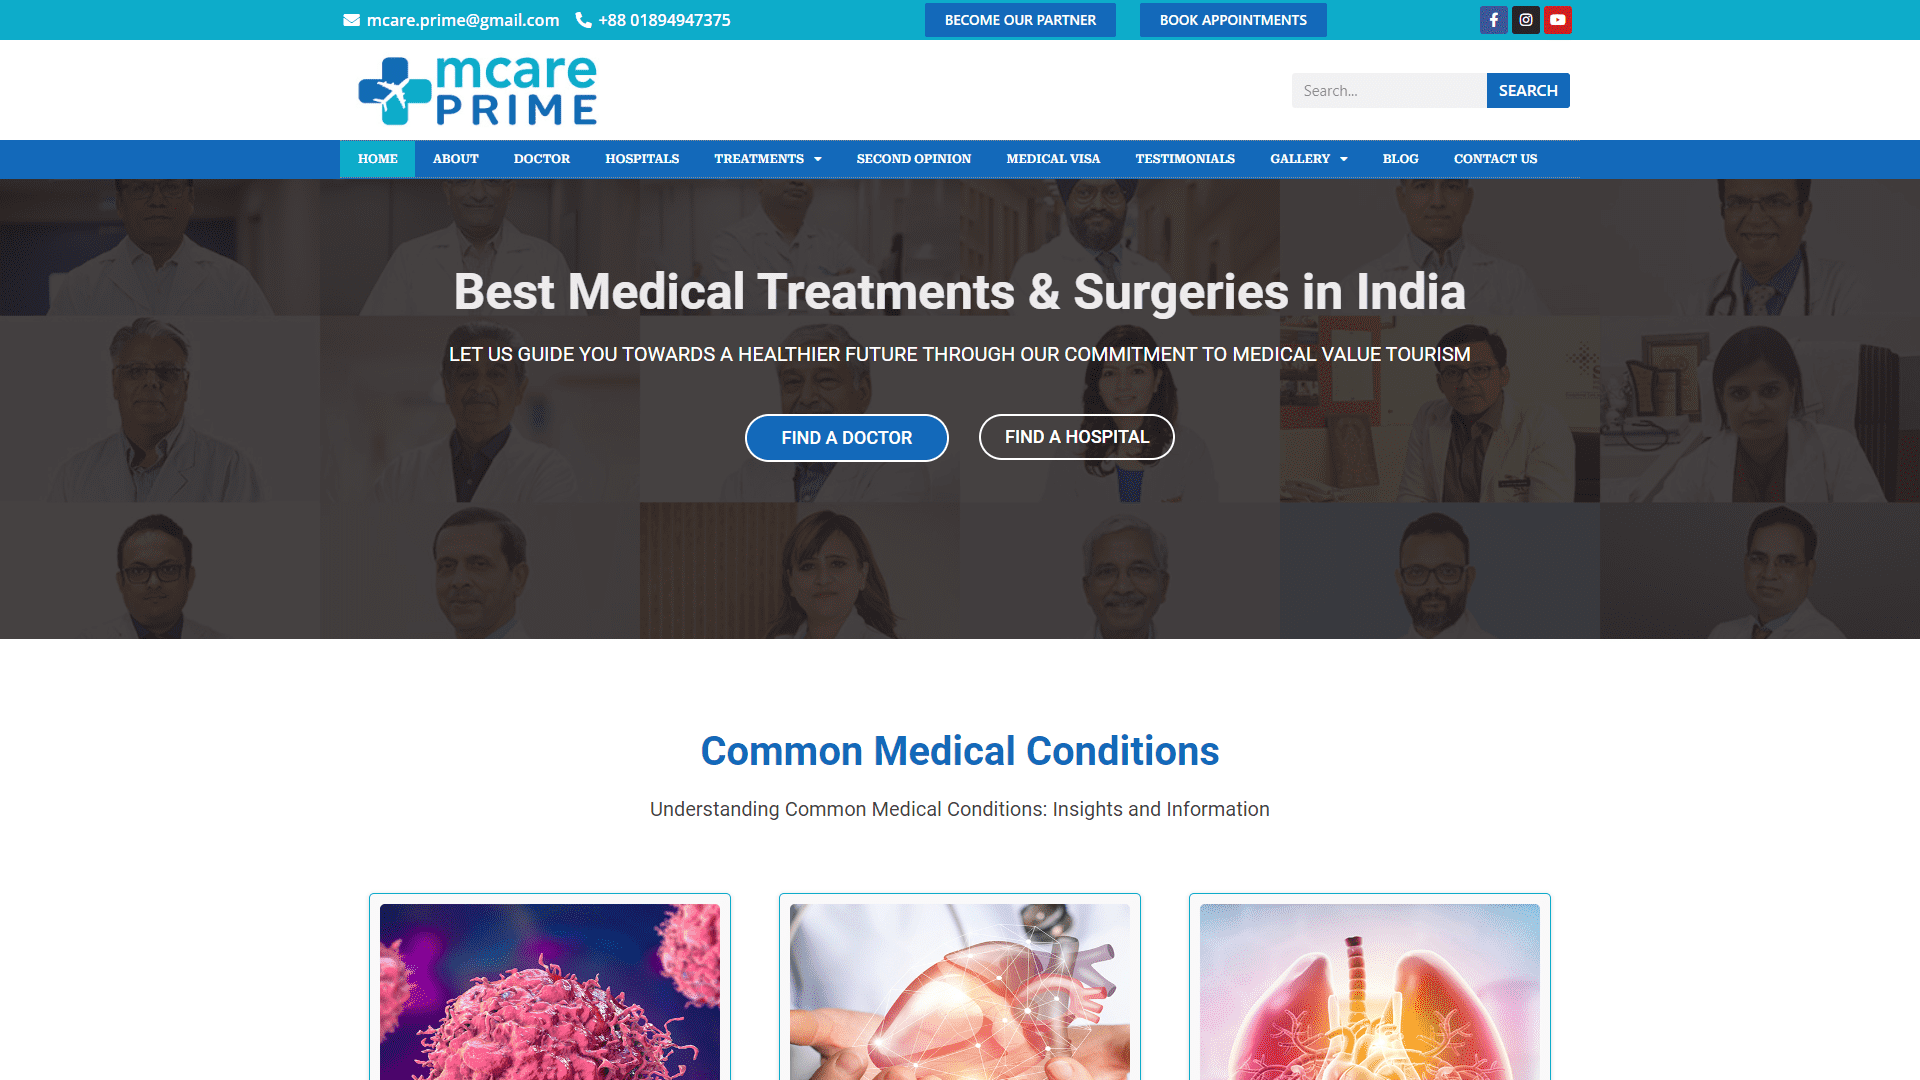 mcare.prime@gmail.com +88 01894947375 BECOME OUR PARTNER BOOK APPOINTMENTS
mcare
PRIME
Search... SEARCH
HOME ABOUT DOCTOR HOSPITALS TREATMENTS SECOND OPINION MEDICAL VISA TESTIMONIALS GALLERY BLOG CONTACT US
Best Medical Treatments & Surgeries in India
LET US GUIDE YOU TOWARDS A HEALTHIER FUTURE THROUGH OUR COMMITMENT TO MEDICAL VALUE TOURISM
FIND A DOCTOR FIND A HOSPITAL
Common Medical Conditions
Understanding Common Medical Conditions: Insights and Information